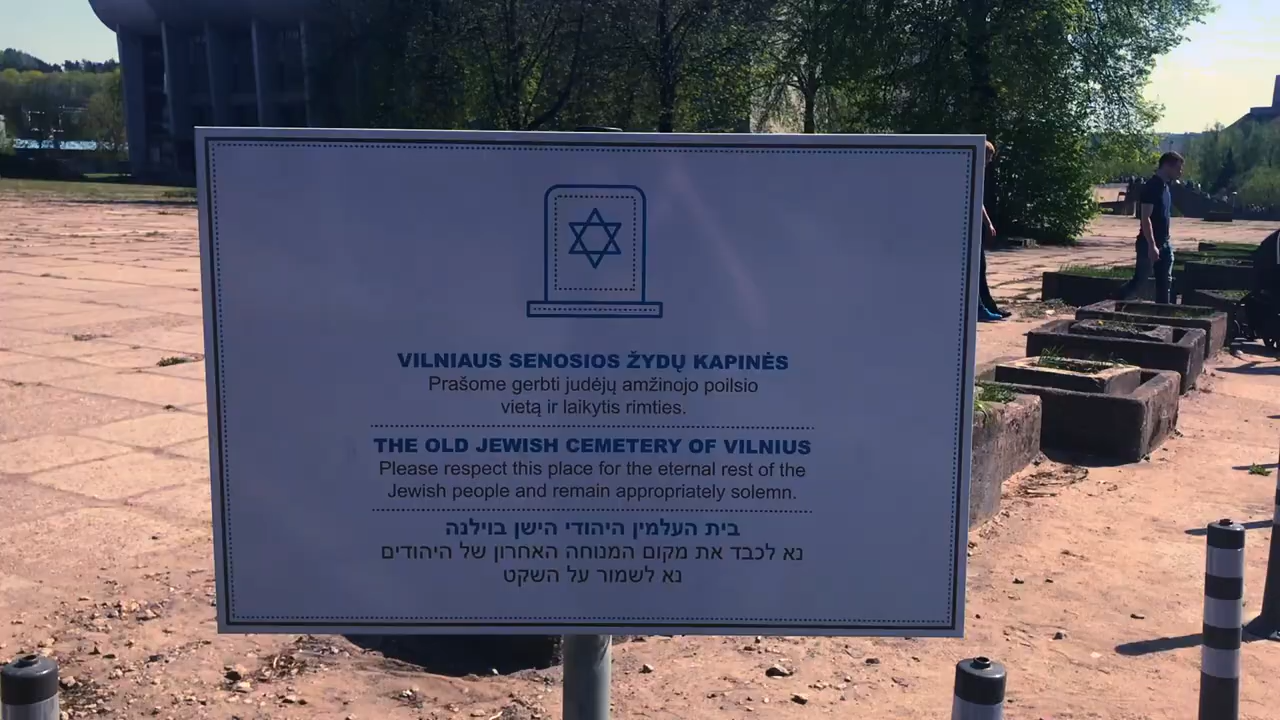 VILNIAUS SENOSIOS ŽYDŲ KAPINĖS
Prašome gerbti judėjų amžinojo poilsio
vietą ir laikytis rimties.
THE OLD JEWISH CEMETERY OF VILNIUS
Please respect this place for the eternal rest of the
Jewish people and remain appropriately solemn.
בית העלמין היהודי הישן בוילנה
נא לכבד את מקום המנוחה האחרון של היהודים
נא לשמור על השקט